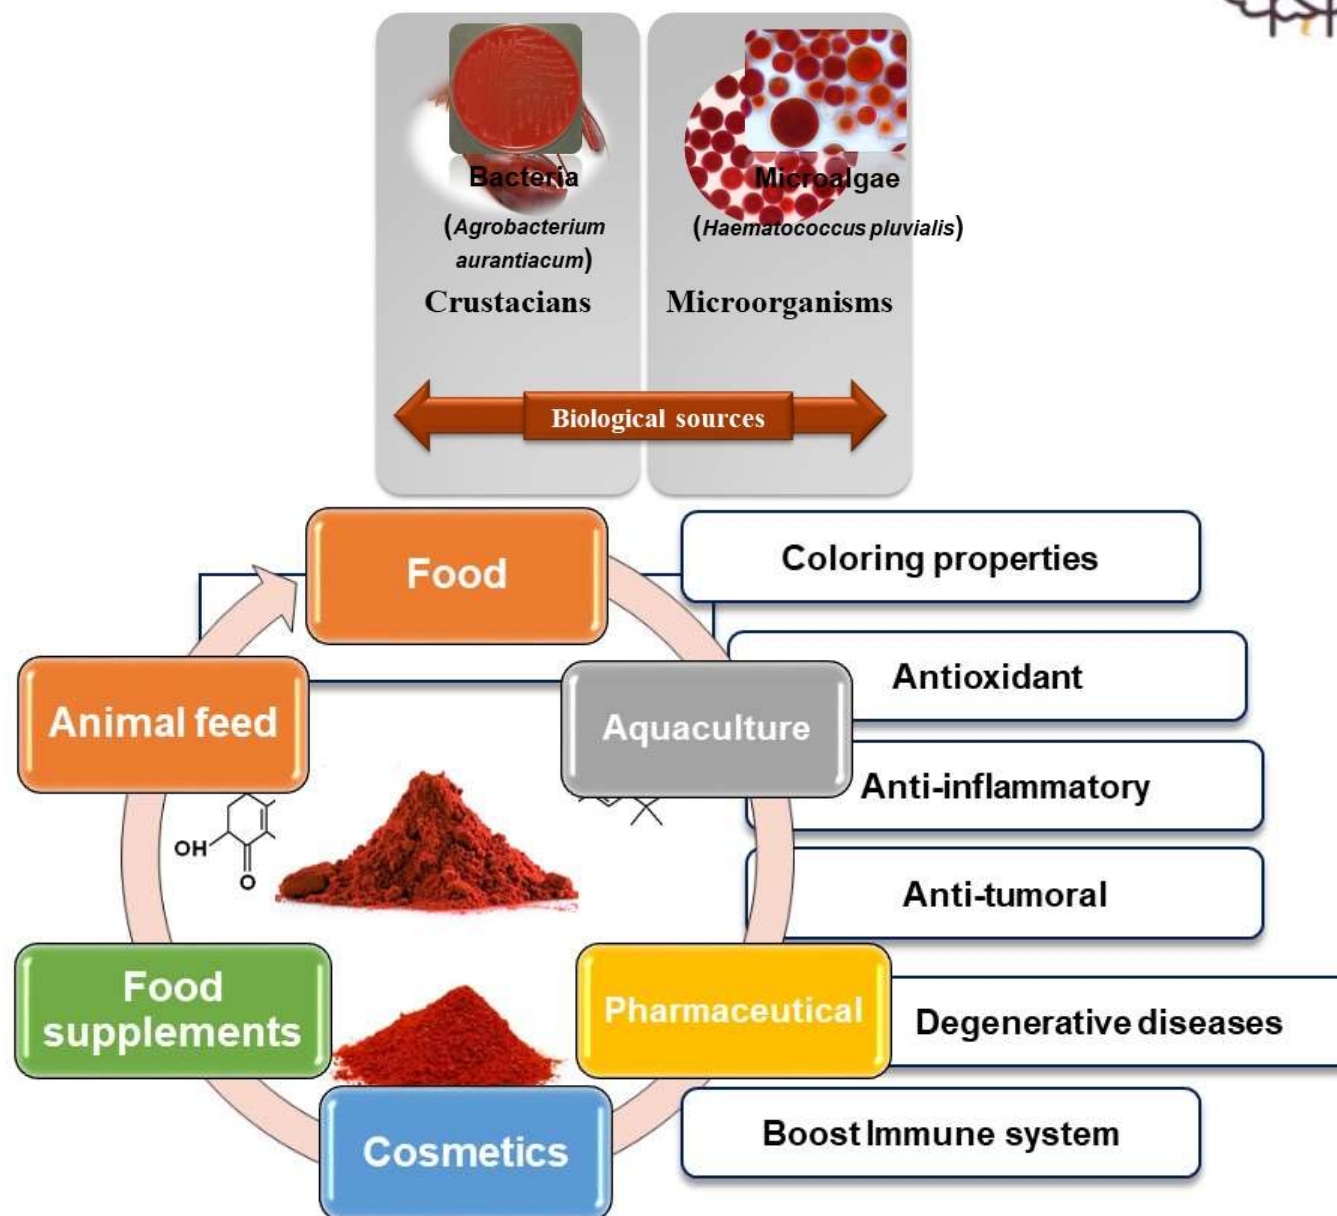 Bacteria
(Agrobacterium
aurantiacum)
Crustacians
Microalgae
(Haematococcus pluvialis)
Microorganisms
Biological sources
Food
Coloring properties
Animal feed
Aquaculture
Antioxidant
Anti-inflammatory
OH
O
Anti-tumoral
Food
supplements
Pharmaceutical
Degenerative diseases
Cosmetics
Boost Immune system